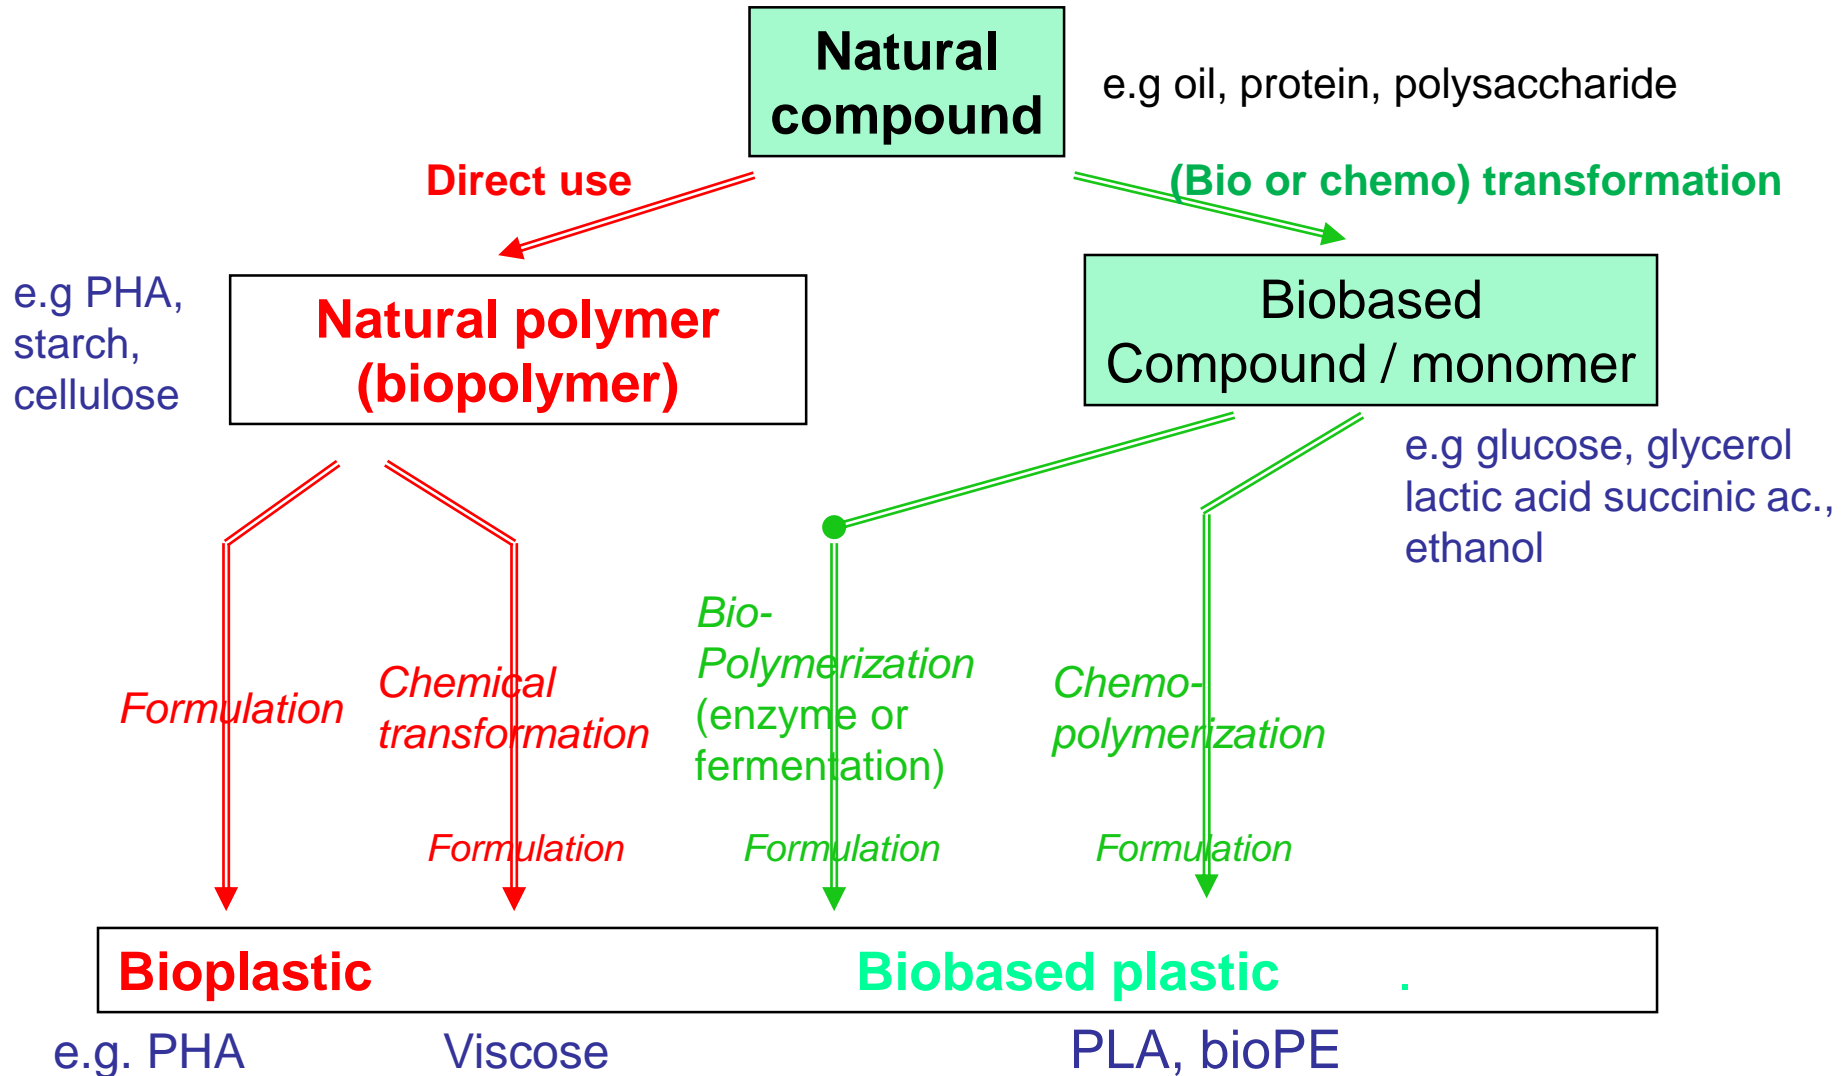 Natural
compound
e.g oil, protein, polysaccharide
Direct use
(Bio or chemo) transformation
e.g PHA,
starch,
cellulose
Natural polymer
(biopolymer)
Biobased
Compound / monomer
e.g glucose, glycerol
lactic acid succinic ac.,
ethanol
Formulation
Chemical
transformation
Bio-
Polymerization
(enzyme or
fermentation)
Chemo-
polymerization
Formulation
Formulation
Formulation
Bioplastic
Biobased plastic .
e.g. PHA
Viscose
PLA, bioPE